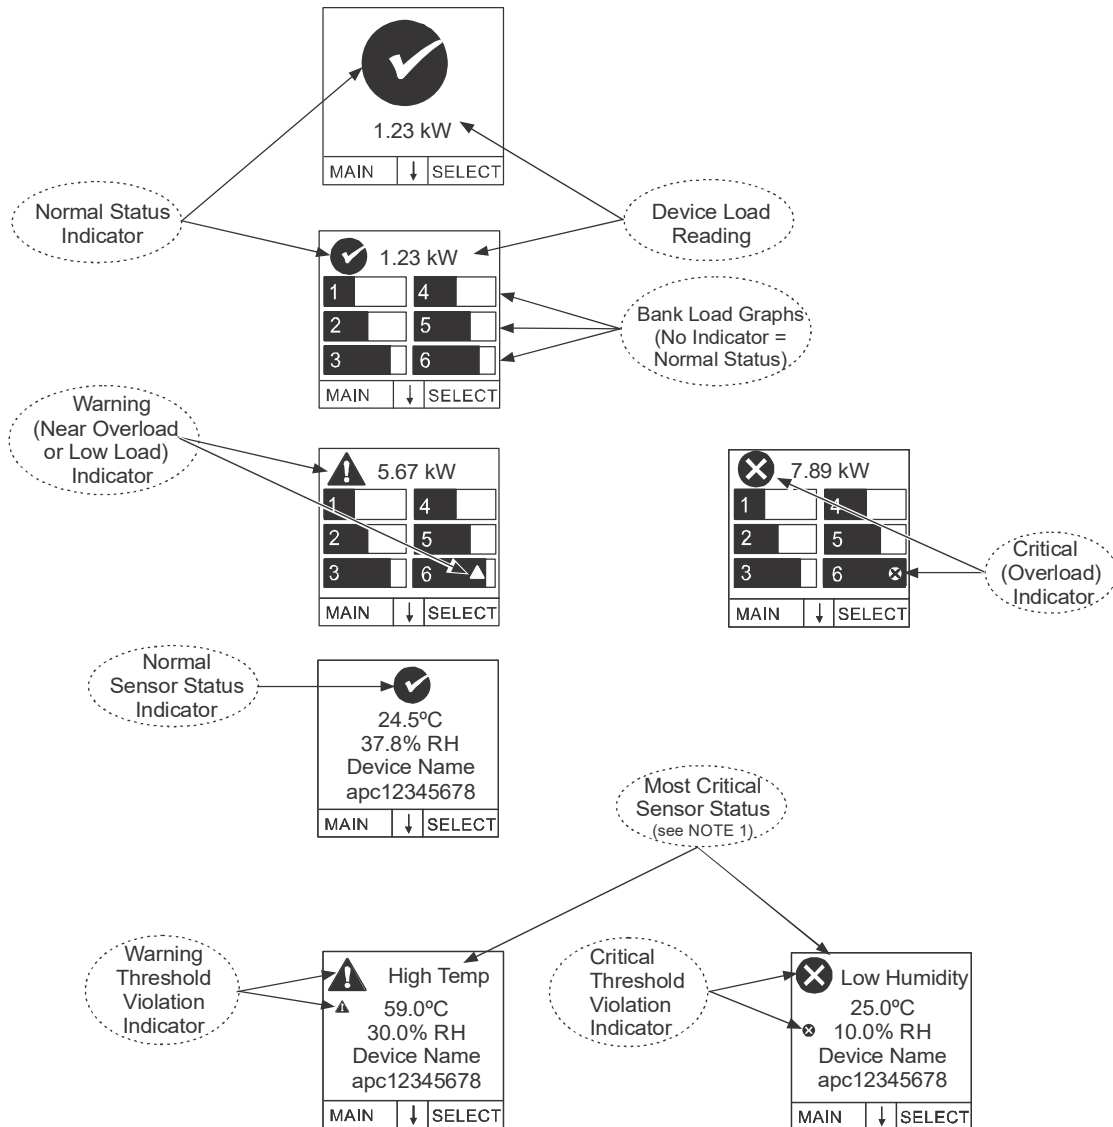 1.23 kW
MAIN ↓ SELECT
Normal Status
Indicator
Device Load
Reading
1.23 kW
1 4
2 5
3 6
MAIN ↓ SELECT
Bank Load Graphs
(No Indicator =
Normal Status)
Warning
(Near Overload
or Low Load)
Indicator
5.67 kW
1 4
2 5
3 6
MAIN ↓ SELECT
7.89 kW
1 4
2 5
3 6
MAIN ↓ SELECT
Critical
(Overload)
Indicator
Normal
Sensor Status
Indicator
24.5ºC
37.8% RH
Device Name
apc12345678
MAIN ↓ SELECT
Most Critical
Sensor Status
(see NOTE 1)
Warning
Threshold
Violation
Indicator
High Temp
59.0ºC
30.0% RH
Device Name
apc12345678
MAIN ↓ SELECT
Critical
Threshold
Violation
Indicator
Low Humidity
25.0ºC
10.0% RH
Device Name
apc12345678
MAIN ↓ SELECT